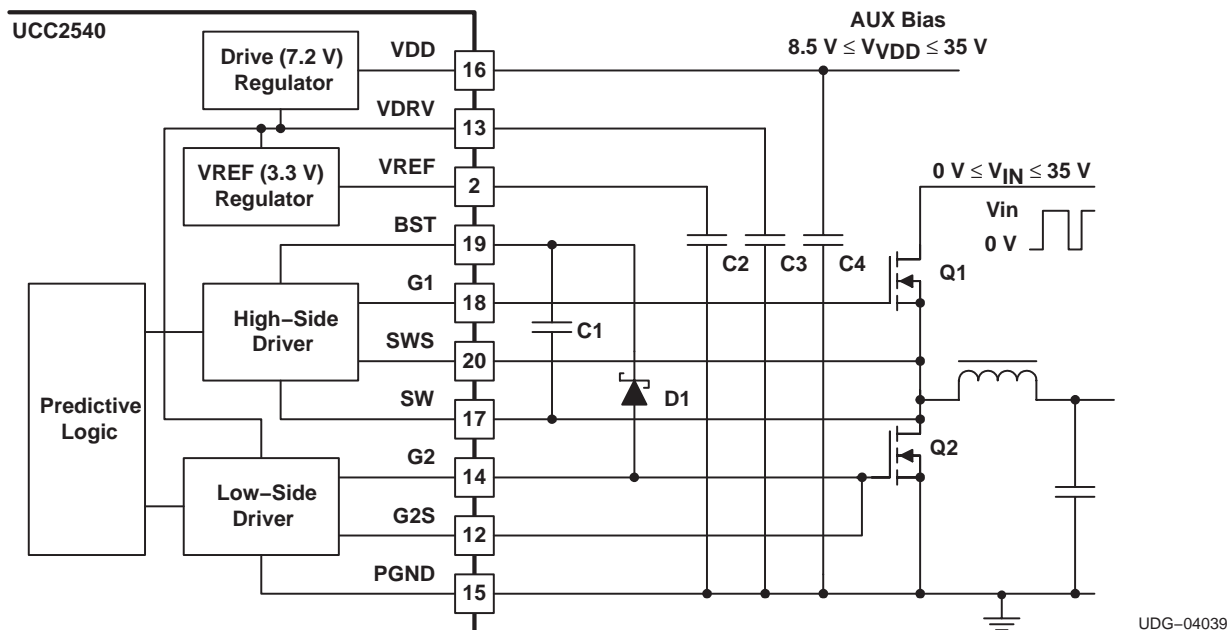 UCC2540
AUX Bias
8.5 V ≤ VVDD ≤ 35 V
Drive (7.2 V)
Regulator
VDD
16
VDRV
13
VREF (3.3 V)
Regulator
VREF
2
0 V ≤ VIN ≤ 35 V
Vin
0 V
BST
19
C2
C3
C4
Q1
G1
18
High–Side
Driver
C1
SWS
20
Predictive
Logic
SW
17
D1
Q2
G2
14
Low–Side
Driver
G2S
12
PGND
15
UDG–04039